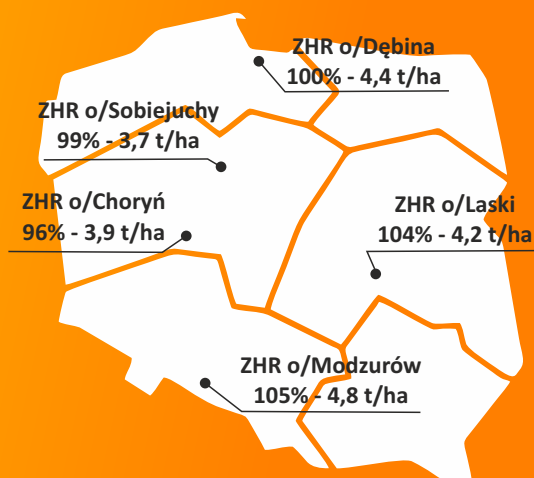 ZHR o/Dębina
100% - 4,4 t/ha
ZHR o/Sobiejuchy
99% - 3,7 t/ha
ZHR o/Choryń
96% - 3,9 t/ha
ZHR o/Laski
104% - 4,2 t/ha
ZHR o/Modzurów
105% - 4,8 t/ha